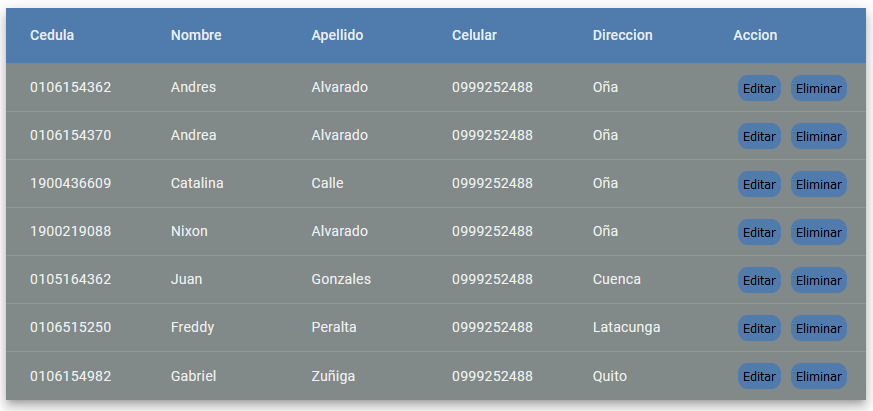 Cedula Nombre Apellido Celular Direccion Accion
0106154362 Andres Alvarado 0999252488 Oña Editar Eliminar
0106154370 Andrea Alvarado 0999252488 Oña Editar Eliminar
1900436609 Catalina Calle 0999252488 Oña Editar Eliminar
1900219088 Nixon Alvarado 0999252488 Oña Editar Eliminar
0105164362 Juan Gonzales 0999252488 Cuenca Editar Eliminar
0106515250 Freddy Peralta 0999252488 Latacunga Editar Eliminar
0106154982 Gabriel Zuñiga 0999252488 Quito Editar Eliminar